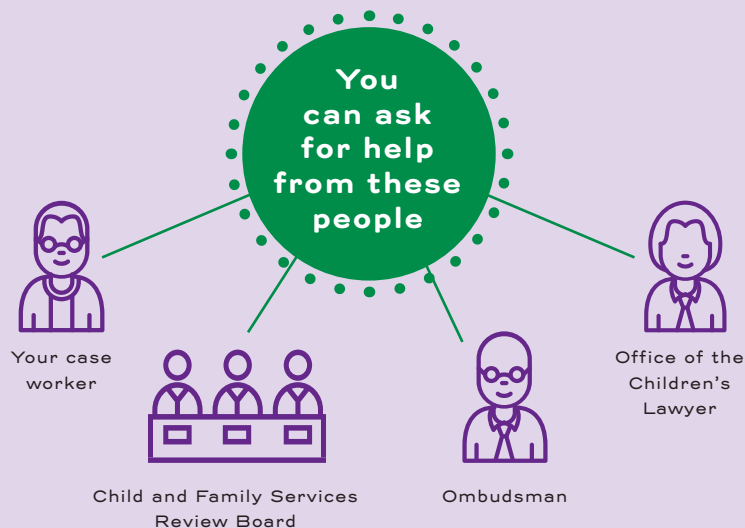 You
can ask
for help
from these
people
Your case
worker
Child and Family Services
Review Board
Ombudsman
Office of the
Children's
Lawyer